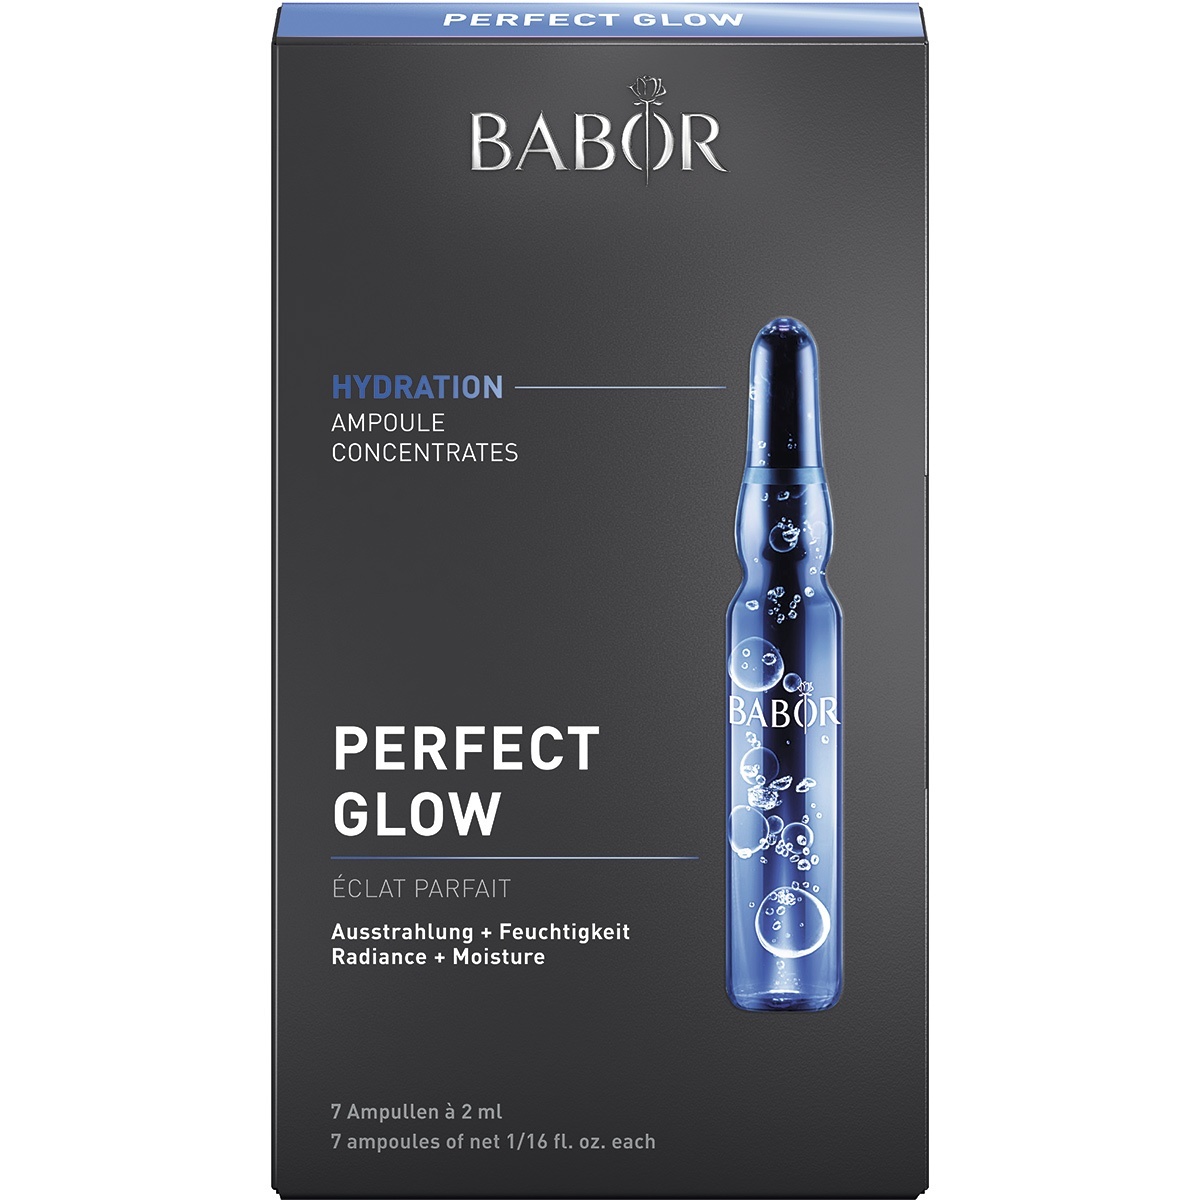 PERFECT GLOW
BABOR
HYDRATION
AMPOULE
CONCENTRATES
BABOR
PERFECT
GLOW
ÉCLAT PARFAIT
Ausstrahlung + Feuchtigkeit
Radiance + Moisture
7 Ampullen à 2 ml
7 ampoules of net 1/16 fl. oz. each